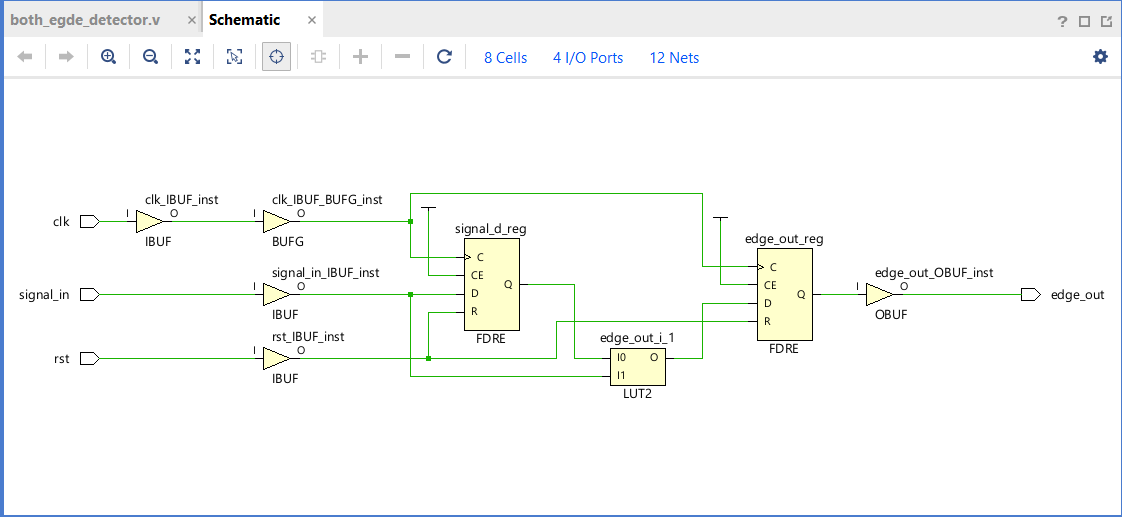 both_egde_detector.v × Schematic × ?
8 Cells 4 I/O Ports 12 Nets
clk I clk_IBUF_inst O IBUF
I clk_IBUF_BUFG_inst O BUFG
signal_in I signal_in_IBUF_inst O IBUF
rst I rst_IBUF_inst O IBUF
signal_d_reg
C
CE
D Q
R
FDRE
edge_out_i_1
I0 O
I1
LUT2
edge_out_reg
C
CE
D Q
R
FDRE
I edge_out_OBUF_inst O OBUF
edge_out